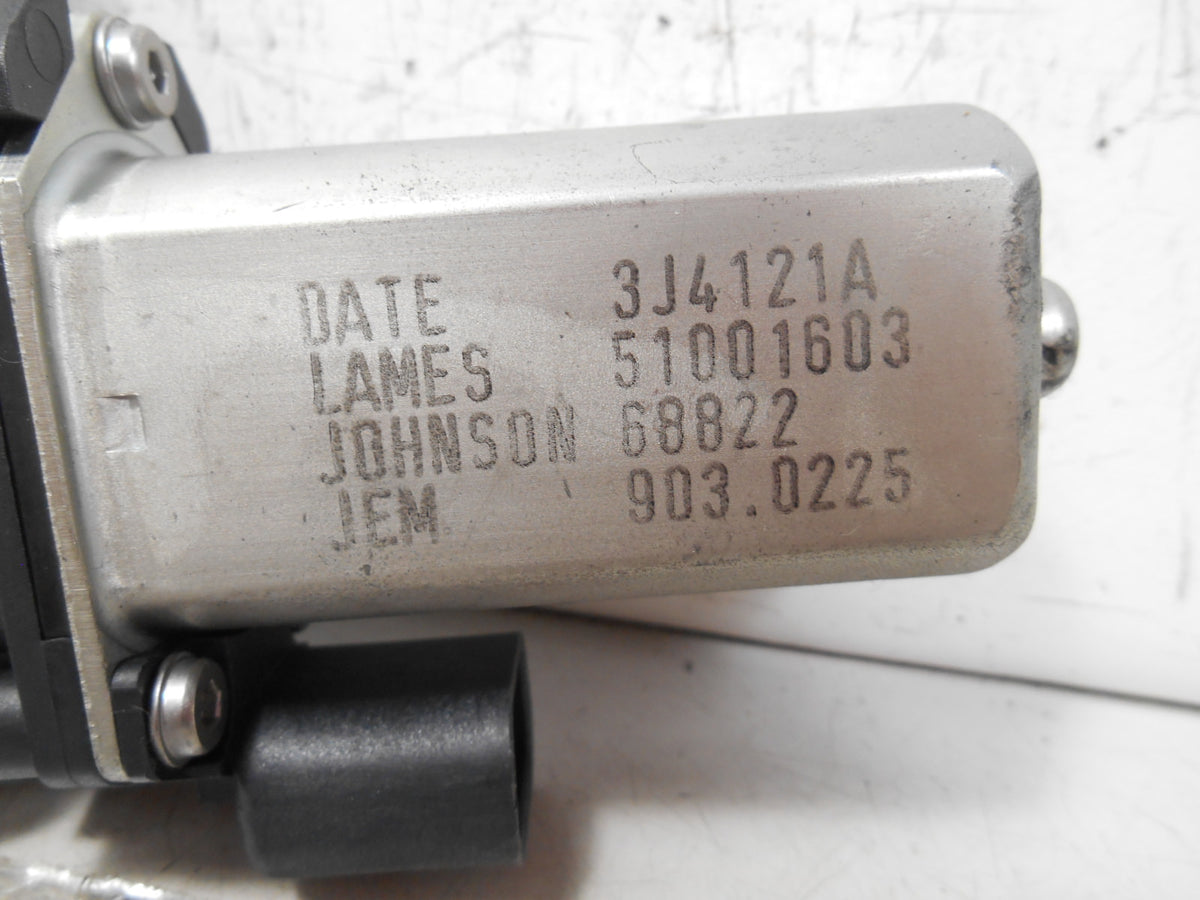 DATE 3J4121A
LAMES 51001603
JOHNSON 68822
JEM 903.0225